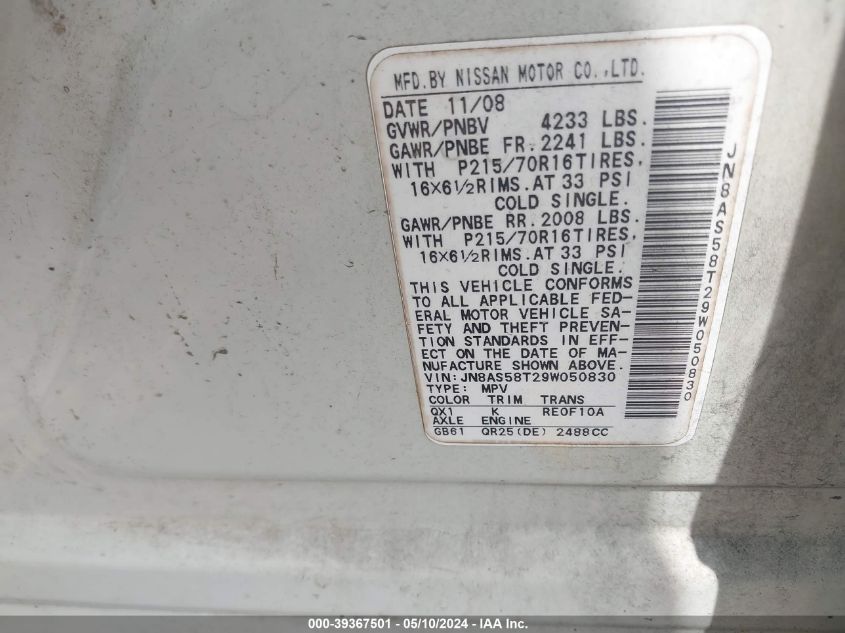 MFD.BY NISSAN MOTOR CO.,LTD.
DATE 11/08
GVWR/PNBV 4233 LBS.
GAWR/PNBE FR.2241 LBS.
WITH P215/70R16TIRES,
16X6½RIMS.AT 33 PSI
COLD SINGLE.
GAWR/PNBE RR.2008 LBS.
WITH P215/70R16TIRES,
16X6½RIMS.AT 33 PSI
COLD SINGLE.
THIS VEHICLE CONFORMS
TO ALL APPLICABLE FED-
ERAL MOTOR VEHICLE SA-
FETY AND THEFT PREVEN-
TION STANDARDS IN EFF-
ECT ON THE DATE OF MA-
NUFACTURE SHOWN ABOVE.
VIN:JN8AS58T29W050830
TYPE: MPV
COLOR TRIM TRANS
QX1 K RE0F10A
AXLE ENGINE
GB61 QR25(DE) 2488CC
JN8AS58T29W050830
000-39367501 - 05/10/2024 - IAA Inc.